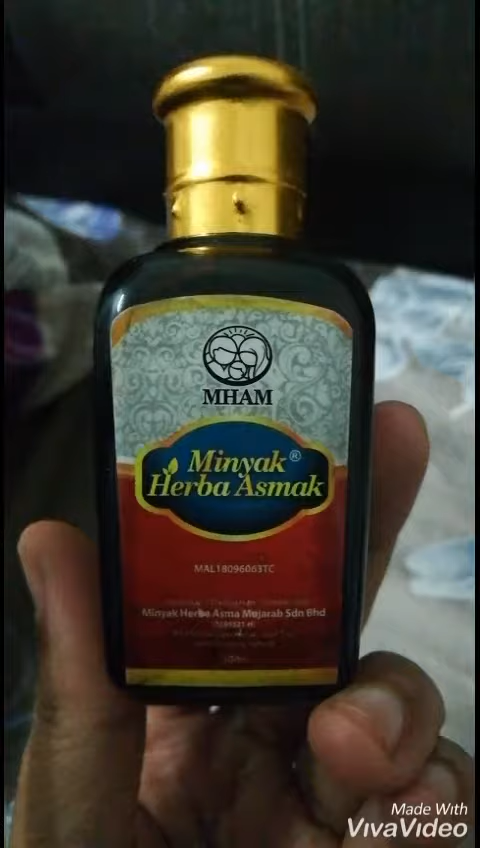 MHAM
Minyak®
Herba Asmak
MAL18096063TC
Minyak Herba Asma Mujarab Sdn Bhd
Made With
VivaVideo